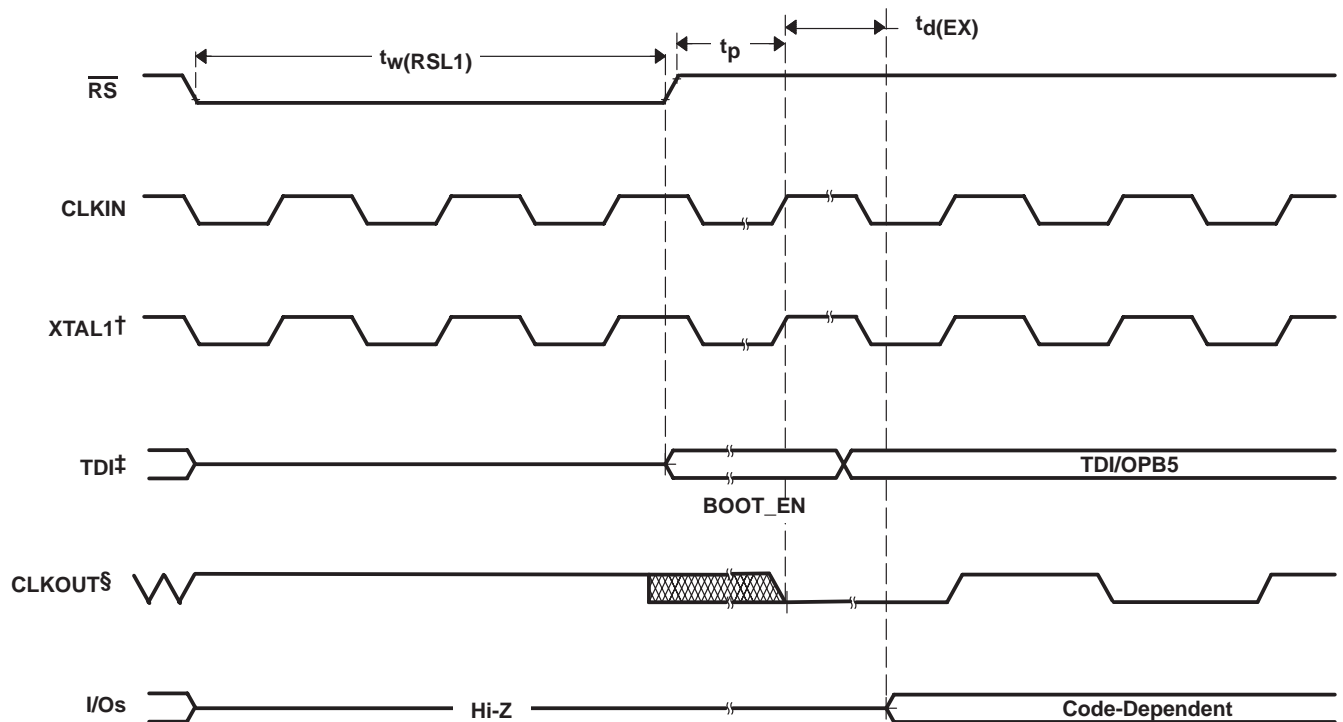 td(EX)
tp
tw(RSL1)
RS
CLKIN
XTAL1†
TDI‡
TDI/OPB5
BOOT_EN
CLKOUT§
I/Os
Hi-Z
Code-Dependent